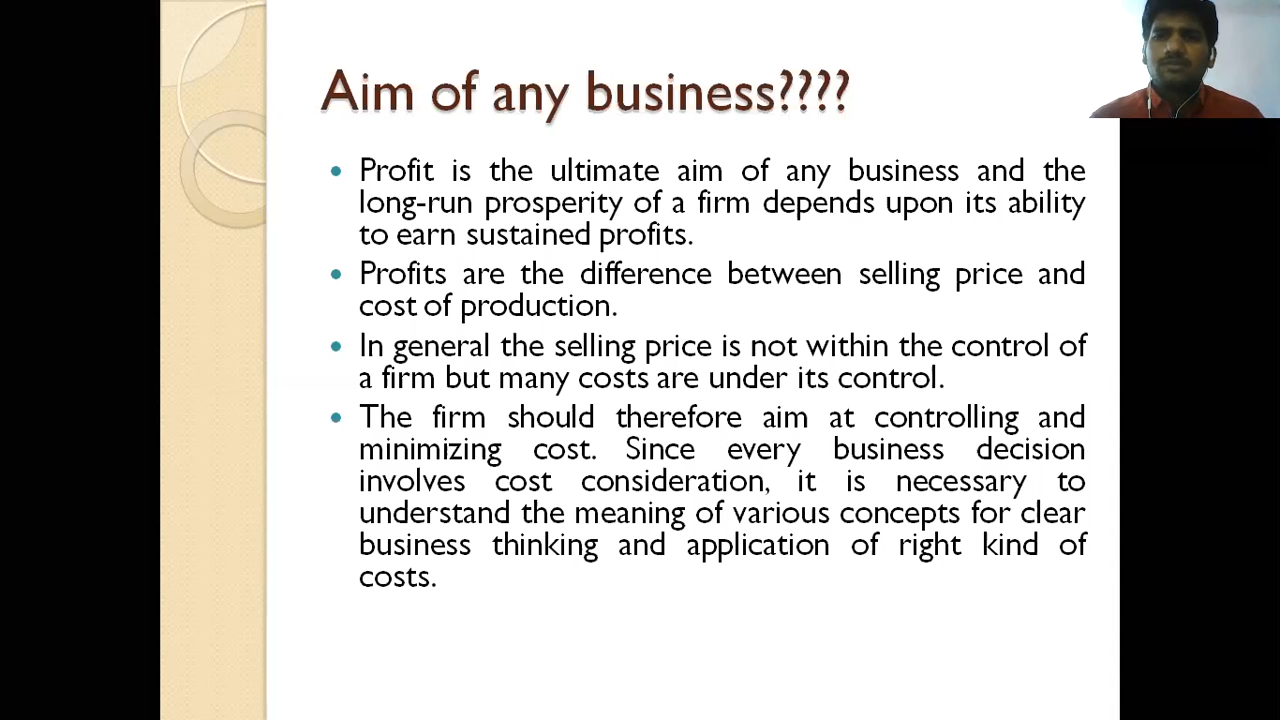 Aim of any business????
• Profit is the ultimate aim of any business and the
long-run prosperity of a firm depends upon its ability
to earn sustained profits.
• Profits are the difference between selling price and
cost of production.
• In general the selling price is not within the control of
a firm but many costs are under its control.
• The firm should therefore aim at controlling and
minimizing cost. Since every business decision
involves cost consideration, it is necessary to
understand the meaning of various concepts for clear
business thinking and application of right kind of
costs.